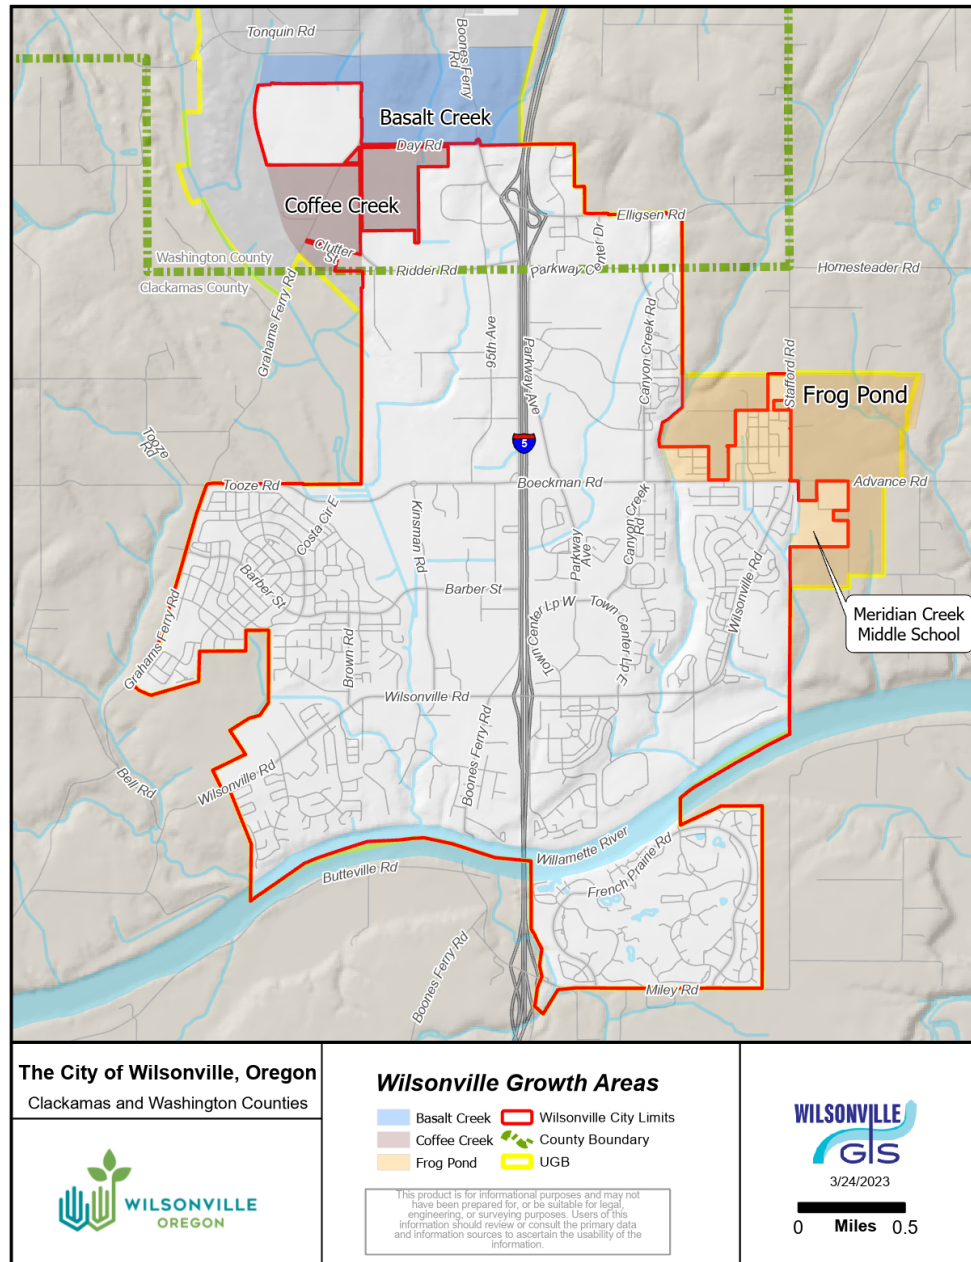 Tonquin Rd
Boones Ferry
Rd
Basalt Creek
Day Rd
Coffee Creek
Elligsen Rd
Clutter
St
Washington County
Clackamas County
Ridder Rd
Parkway Center Dr
Homesteader Rd
Grahams Ferry Rd
95th Ave
Parkway Ave
Canyon Creek Rd
Stafford Rd
Frog Pond
Tooze
Rd
5
Tooze Rd
Boeckman Rd
Advance Rd
Costa Cir E
Kinsman Rd
Canyon Creek
Rd
Parkway
Ave
Barber St
Barber St
Wilsonville Rd
Town Center Lp W
Town Center Lp E
Meridian Creek
Middle School
Grahams Ferry Rd
Brown Rd
Wilsonville Rd
Boones Ferry Rd
Bell Rd
Wilsonville Rd
Willamette River
Butteville Rd
French Prairie Rd
Boones Ferry Rd
Miley Rd
The City of Wilsonville, Oregon
Clackamas and Washington Counties
WILSONVILLE
OREGON
Wilsonville Growth Areas
Basalt Creek
Wilsonville City Limits
Coffee Creek
County Boundary
Frog Pond
UGB
This product is for informational purposes and may not
have been prepared for, or be suitable for legal,
engineering, or surveying purposes. Users of this
information should review or consult the primary data
and information sources to ascertain the usability of the
information.
WILSONVILLE
GIS
3/24/2023
0 Miles 0.5